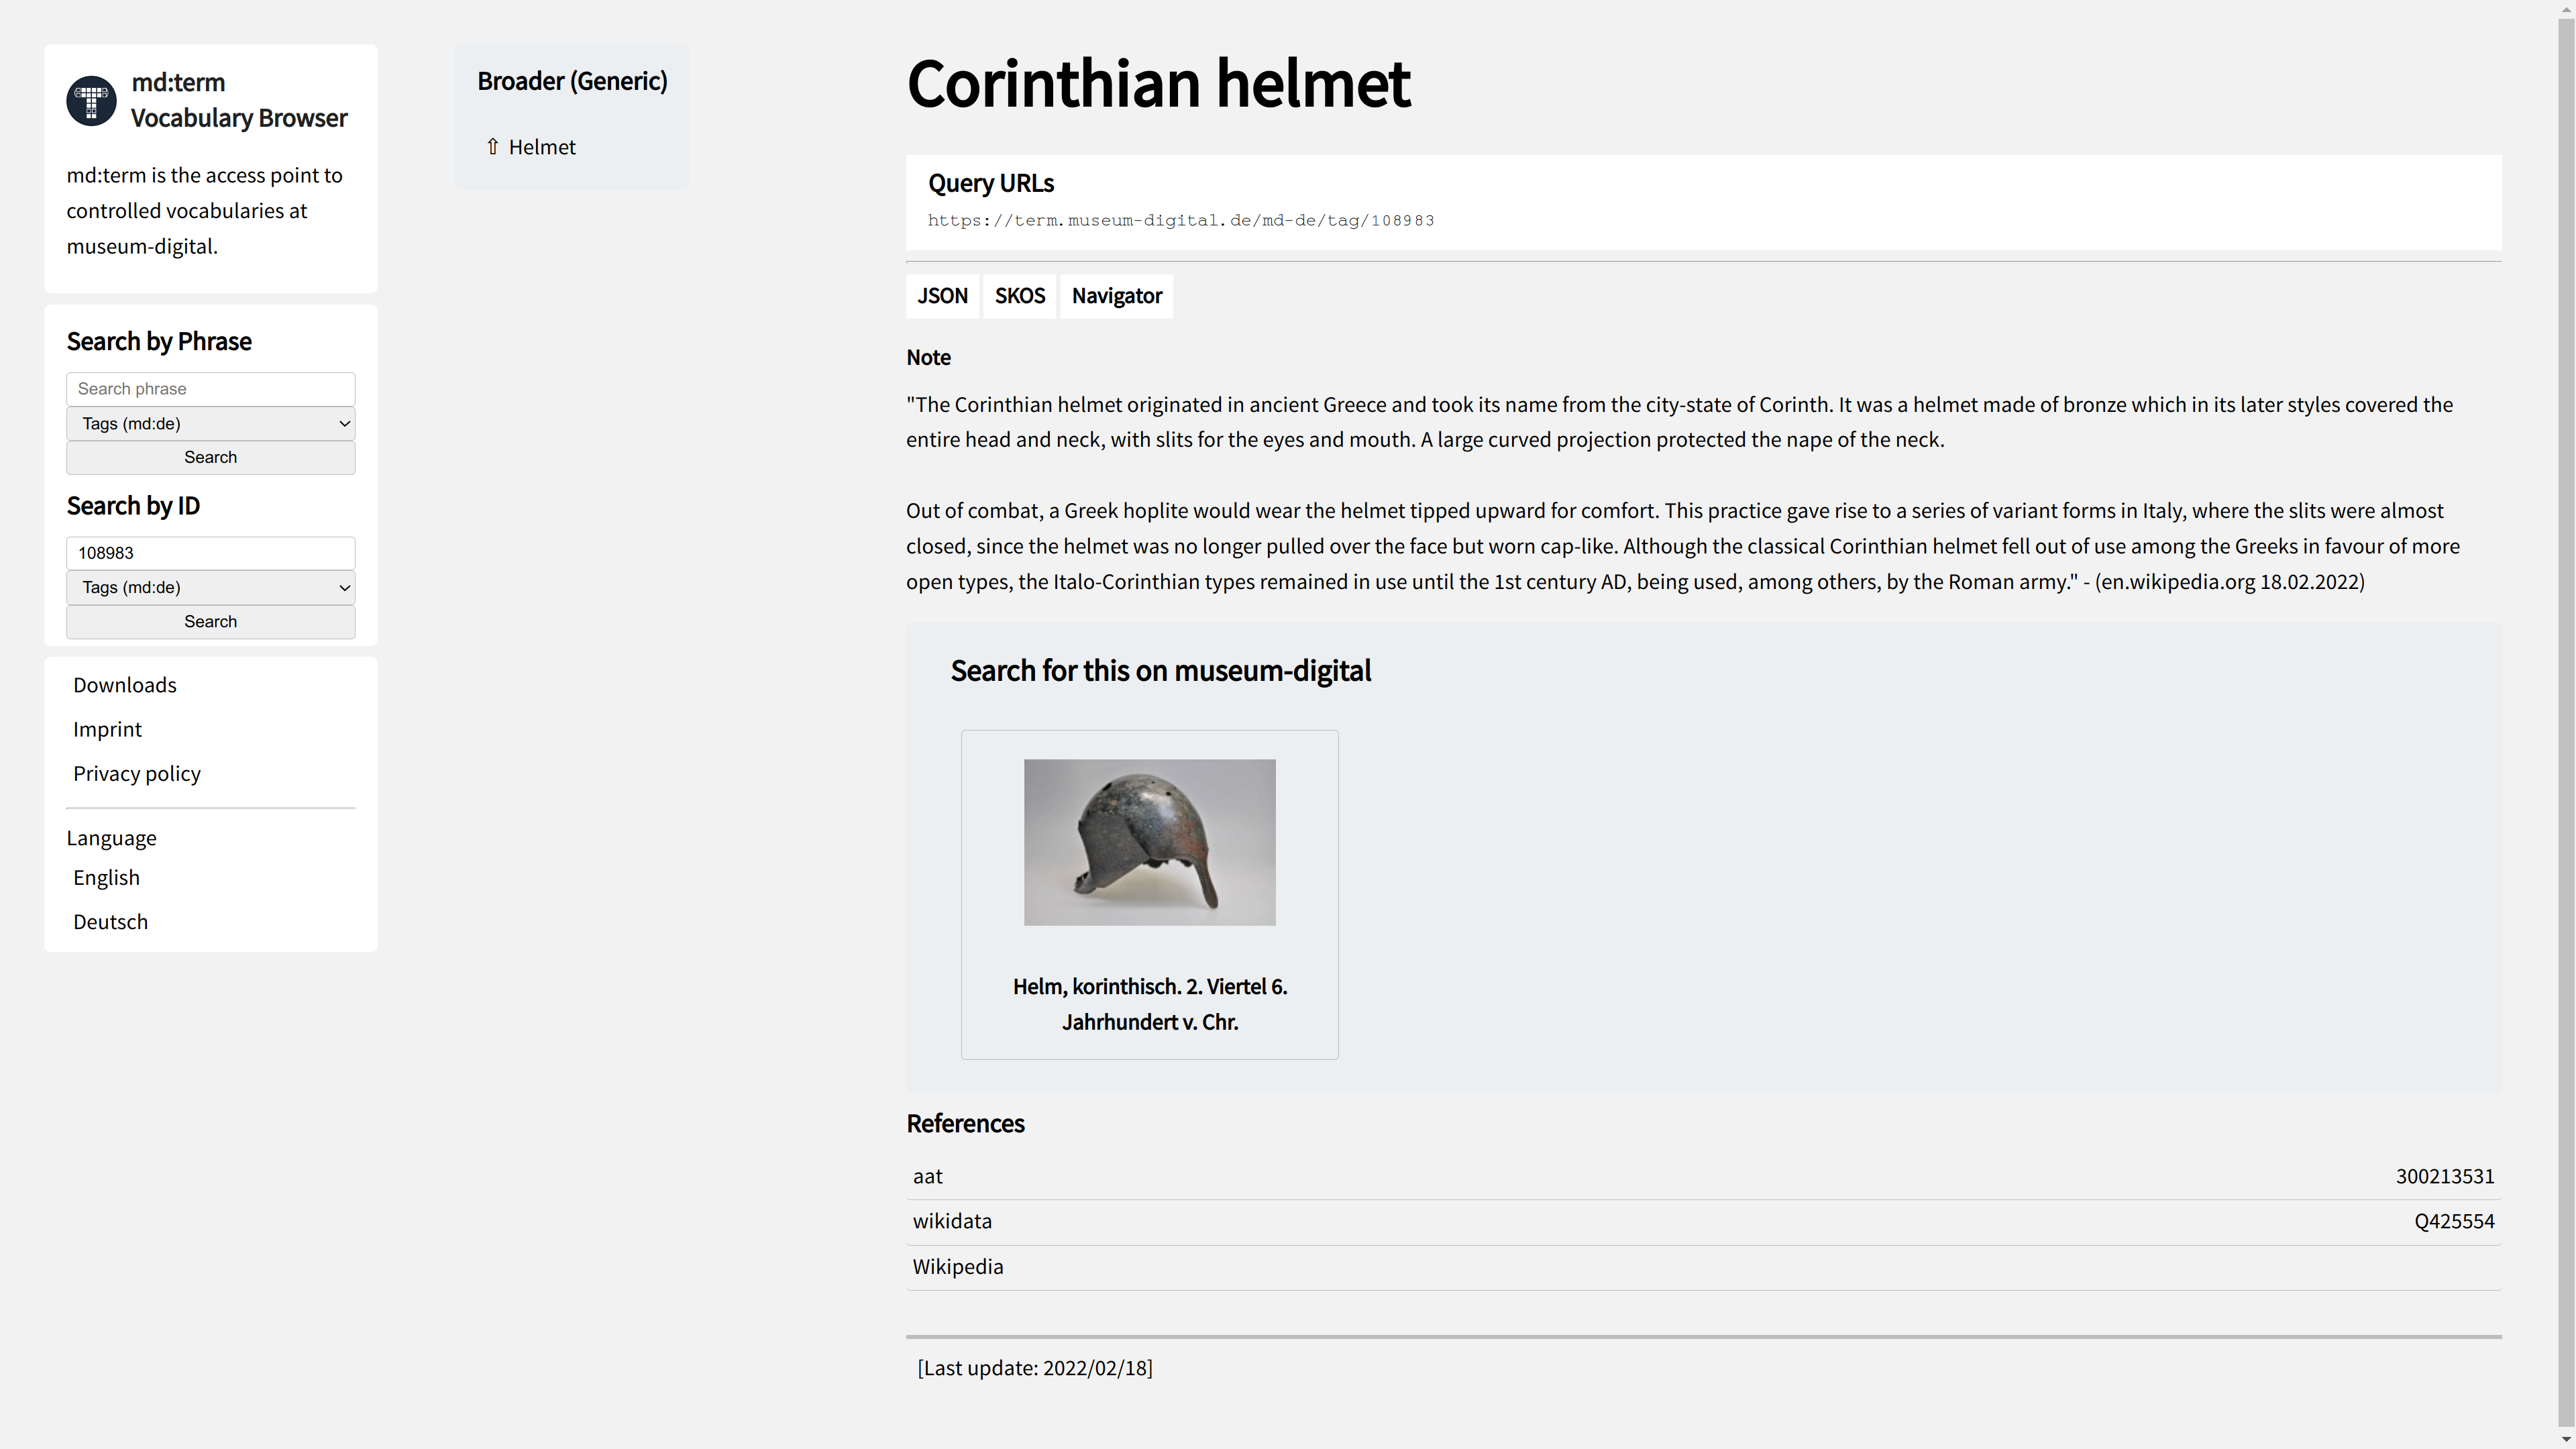 md:term
Vocabulary Browser
md:term is the access point to
controlled vocabularies at
museum-digital.
Search by Phrase
Search phrase
Tags (md:de)
Search
Search by ID
108983
Tags (md:de)
Search
Downloads
Imprint
Privacy policy
Language
English
Deutsch
Broader (Generic)
⇧ Helmet
Corinthian helmet
Query URLs
https://term.museum-digital.de/md-de/tag/108983
JSON SKOS Navigator
Note
"The Corinthian helmet originated in ancient Greece and took its name from the city-state of Corinth. It was a helmet made of bronze which in its later styles covered the
entire head and neck, with slits for the eyes and mouth. A large curved projection protected the nape of the neck.
Out of combat, a Greek hoplite would wear the helmet tipped upward for comfort. This practice gave rise to a series of variant forms in Italy, where the slits were almost
closed, since the helmet was no longer pulled over the face but worn cap-like. Although the classical Corinthian helmet fell out of use among the Greeks in favour of more
open types, the Italo-Corinthian types remained in use until the 1st century AD, being used, among others, by the Roman army." - (en.wikipedia.org 18.02.2022)
Search for this on museum-digital
Helm, korinthisch. 2. Viertel 6.
Jahrhundert v. Chr.
References
aat 300213531
wikidata Q425554
Wikipedia
[Last update: 2022/02/18]